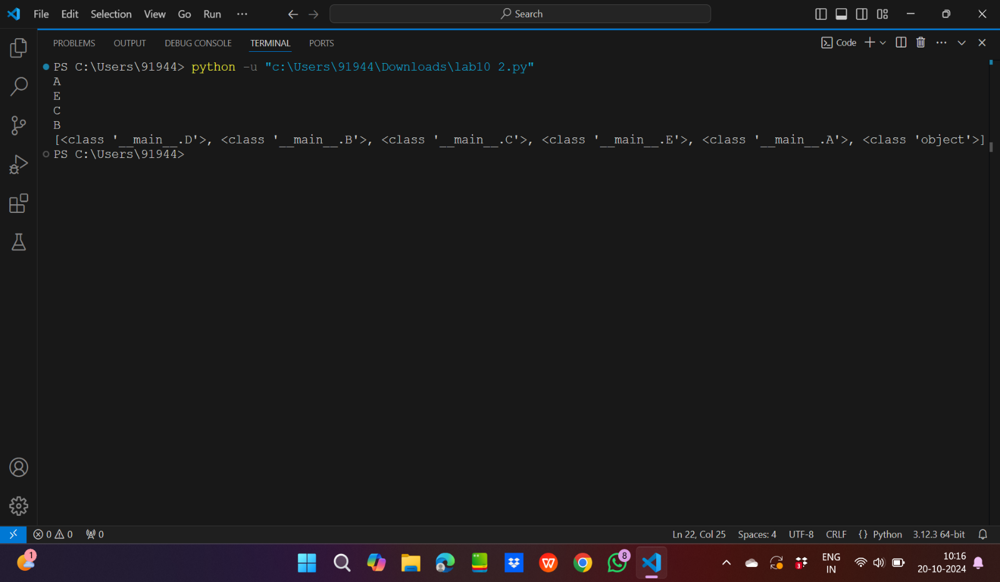 File Edit Selection View Go Run ··· Search
PROBLEMS OUTPUT DEBUG CONSOLE TERMINAL PORTS Code
PS C:\Users\91944> python -u "c:\Users\91944\Downloads\lab10 2.py"
A
E
C
B
[<class '__main__.D'>, <class '__main__.B'>, <class '__main__.C'>, <class '__main__.E'>, <class '__main__.A'>, <class 'object'>]
PS C:\Users\91944>
0 0 0 Ln 22, Col 25 Spaces: 4 UTF-8 CRLF {} Python 3.12.3 64-bit
1 8 3 ENG 10:16
IN 20-10-2024